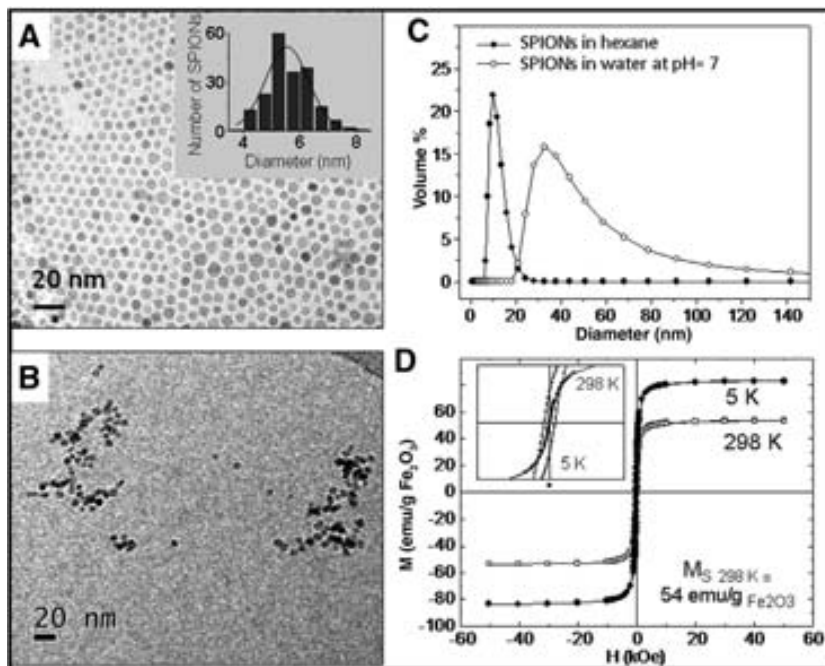 A
Number of SPIONs
60
30
0
4 6 8
Diameter (nm)
20 nm
B
20 nm
C
SPIONs in hexane
SPIONs in water at pH= 7
Volume %
25
20
15
10
5
0
0 20 40 60 80 100 120 140
Diameter (nm)
D
M (emu/g Fe2O3)
60
40
20
0
-20
-40
-60
-80
-100
-60 -40 -20 0 20 40 60
H (kOe)
298 K
5 K
5 K
298 K
MS 298 K =
54 emu/g Fe2O3